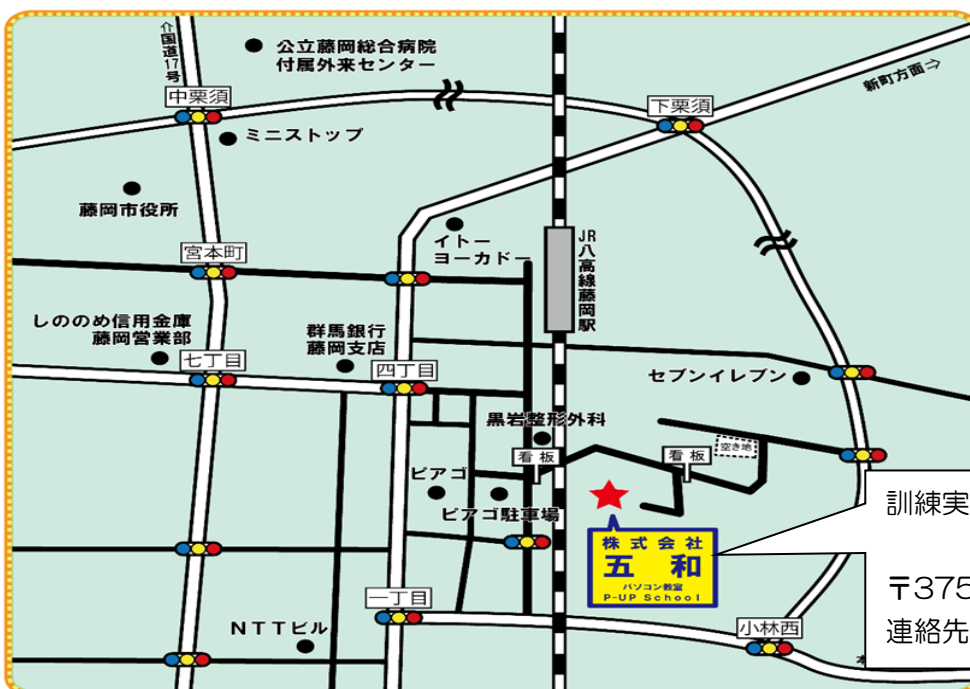 ⇧国道17号
公立藤岡総合病院
付属外来センター
新町方面⇨
中栗須
下栗須
ミニストップ
藤岡市役所
イトー
ヨーカドー
JR八高線藤岡駅
宮本町
しののめ信用金庫
藤岡営業部
群馬銀行
藤岡支店
七丁目
四丁目
セブンイレブン
黒岩整形外科
看板
看板
空き地
ピアゴ
ピアゴ駐車場
訓練実
株式会社
五和
パソコン教室
P-UP School
〒375
連絡先
一丁目
NTTビル
小林西